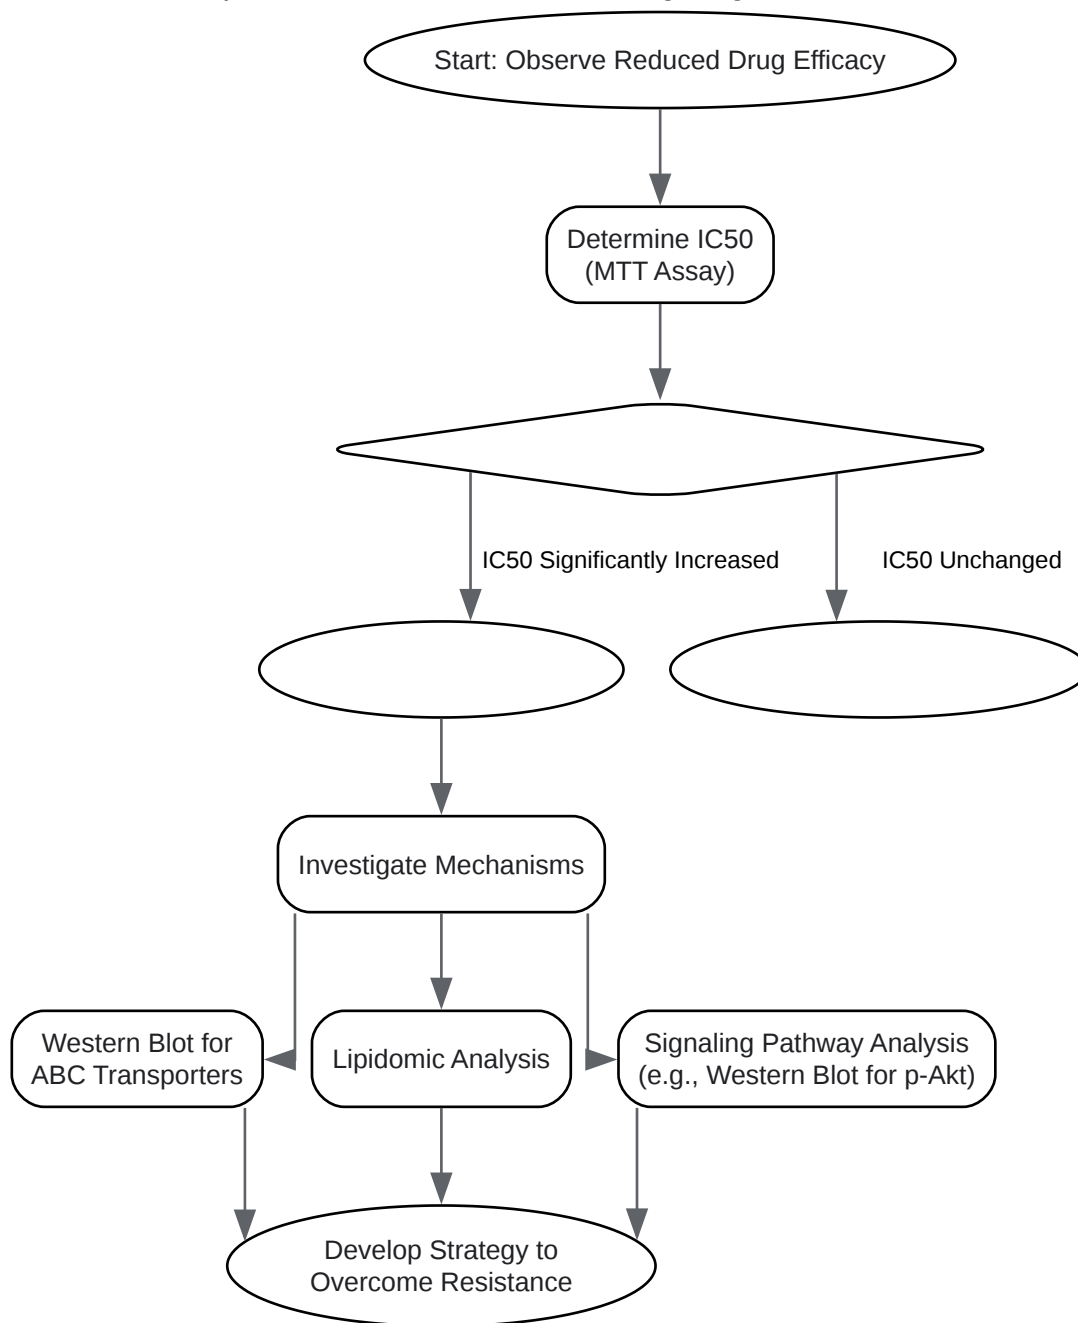 Start: Observe Reduced Drug Efficacy
Determine IC50
(MTT Assay)
IC50 Significantly Increased
IC50 Unchanged
Investigate Mechanisms
Western Blot for
ABC Transporters
Lipidomic Analysis
Signaling Pathway Analysis
(e.g., Western Blot for p-Akt)
Develop Strategy to
Overcome Resistance